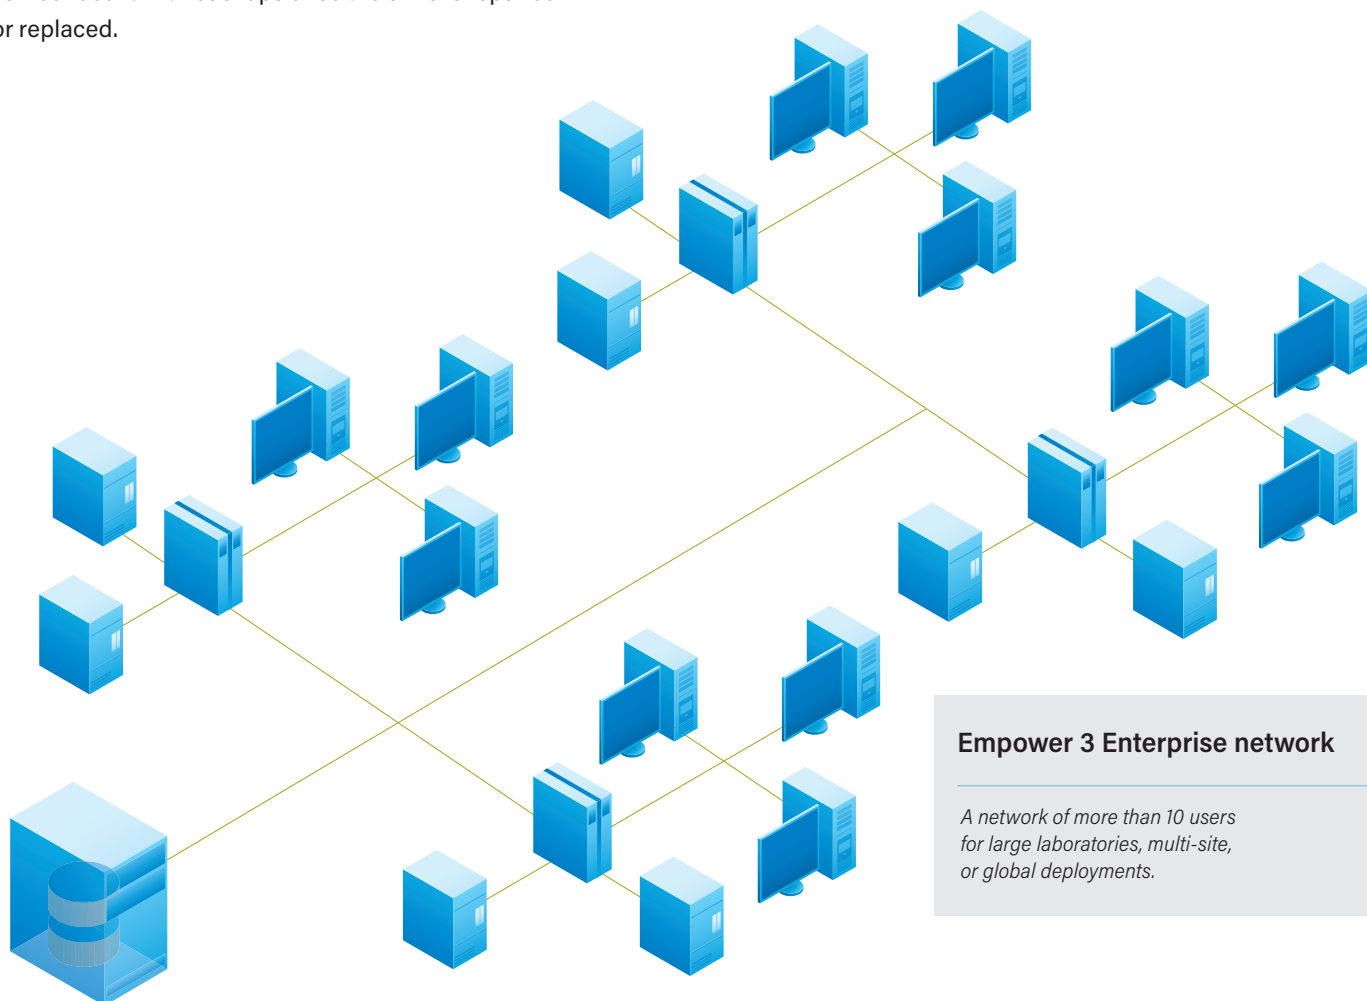 or replaced.
Empower 3 Enterprise network
A network of more than 10 users
for large laboratories, multi-site,
or global deployments.